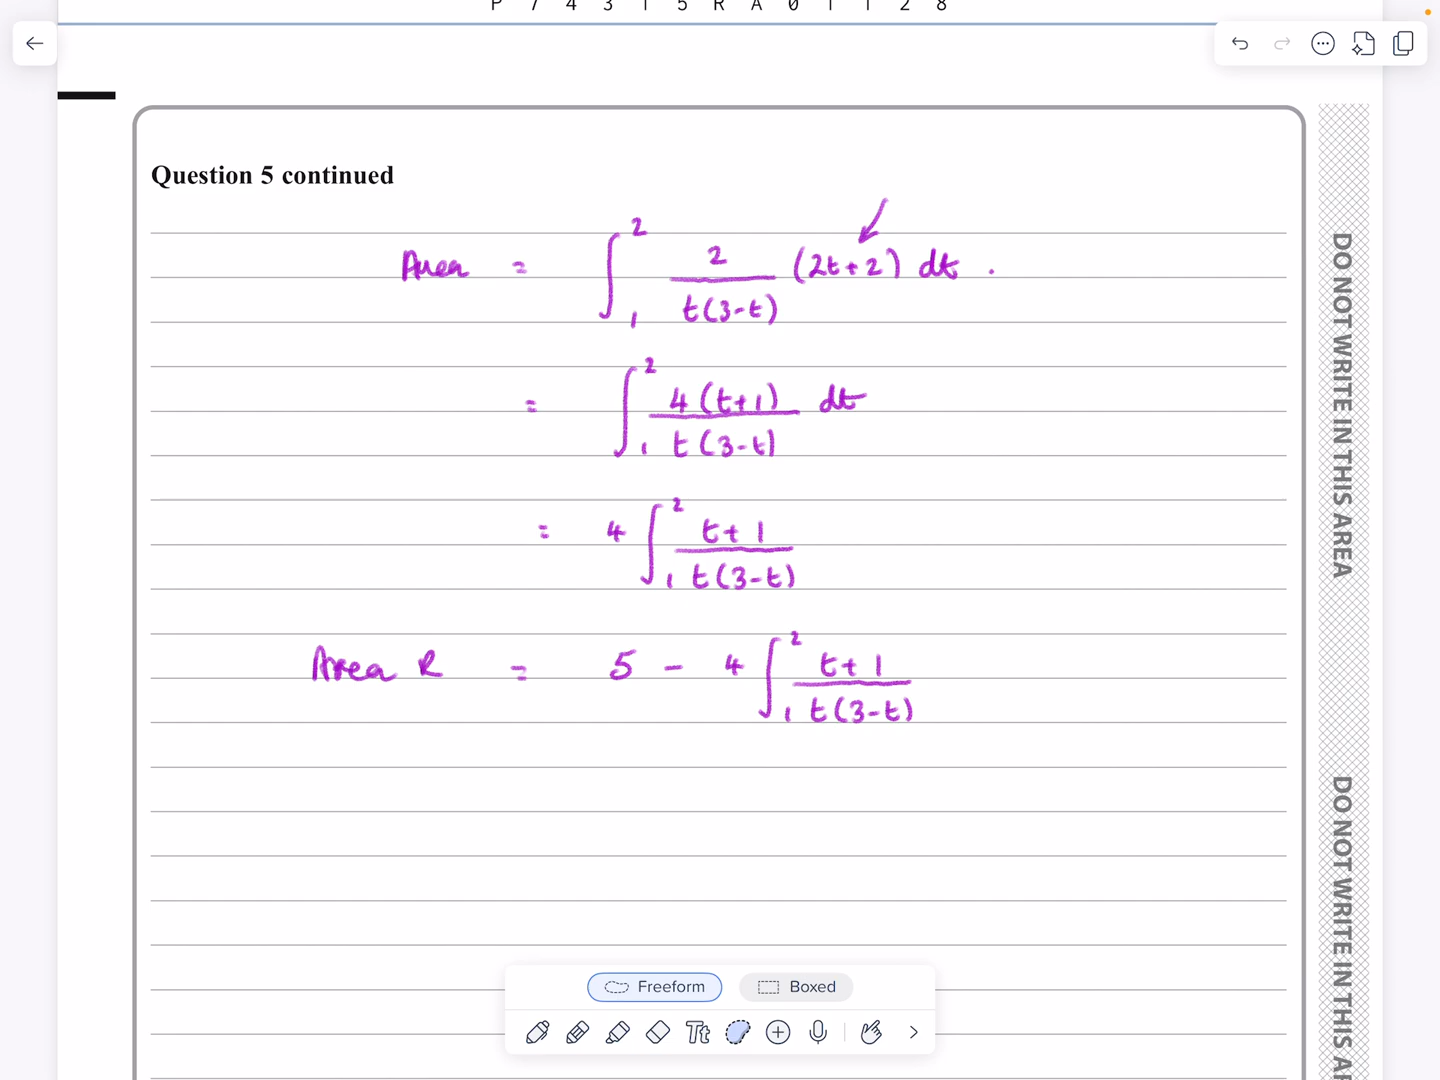 P 7 4 3 1 5 R A 0 1 1 2 8
Question 5 continued
Area = ∫₁² 2/(t(3-t)) (2t+2) dt .
= ∫₁² 4(t+1)/(t(3-t)) dt
= 4 ∫₁² (t+1)/(t(3-t))
Area R = 5 - 4 ∫₁² (t+1)/(t(3-t))
DO NOT WRITE IN THIS AREA
DO NOT WRITE IN THIS AR
Freeform
Boxed
Tt